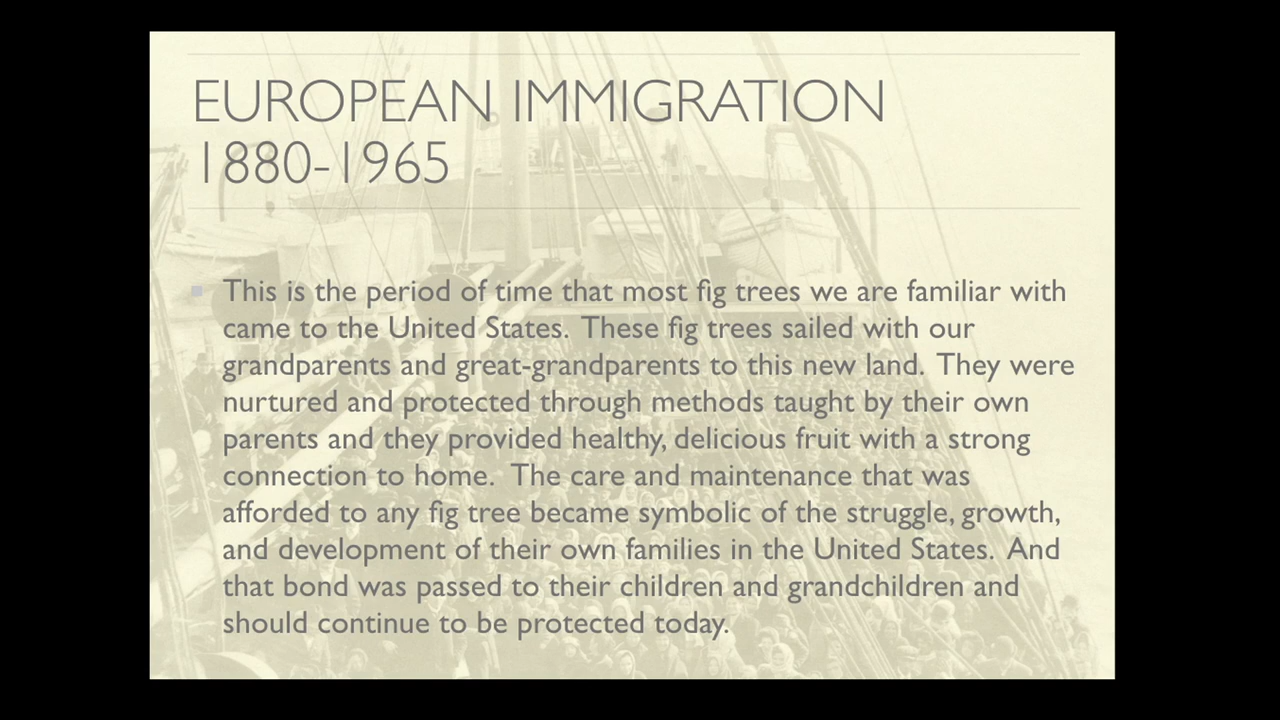 EUROPEAN IMMIGRATION
1880-1965
This is the period of time that most fig trees we are familiar with
came to the United States. These fig trees sailed with our
grandparents and great-grandparents to this new land. They were
nurtured and protected through methods taught by their own
parents and they provided healthy, delicious fruit with a strong
connection to home. The care and maintenance that was
afforded to any fig tree became symbolic of the struggle, growth,
and development of their own families in the United States. And
that bond was passed to their children and grandchildren and
should continue to be protected today.